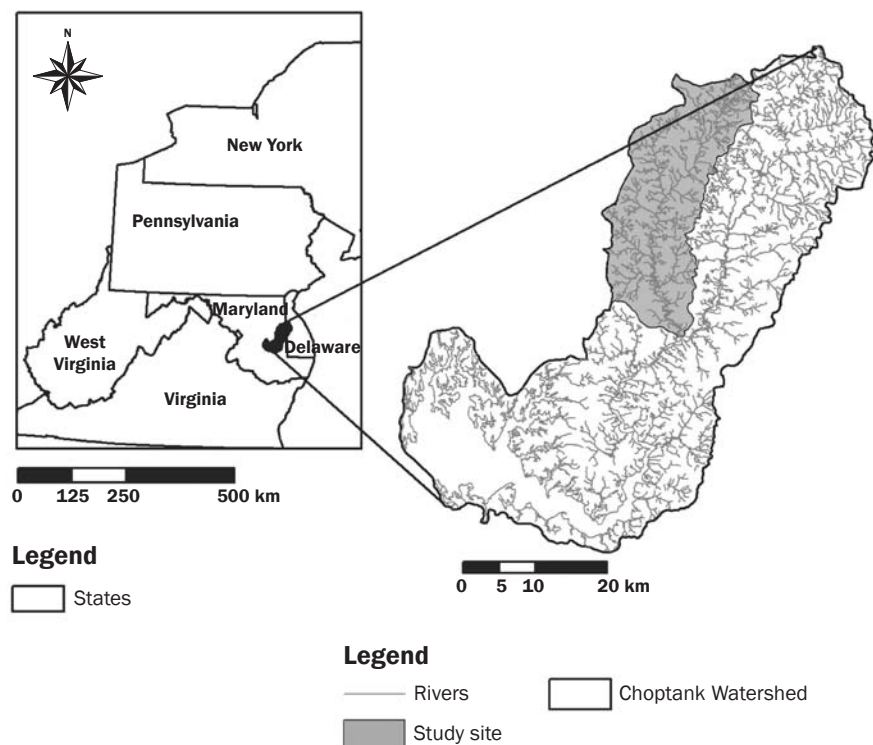 N
New York
Pennsylvania
Maryland
West
Virginia
Delaware
Virginia
0 125 250 500 km
Legend
States
0 5 10 20 km
Legend
Rivers
Choptank Watershed
Study site